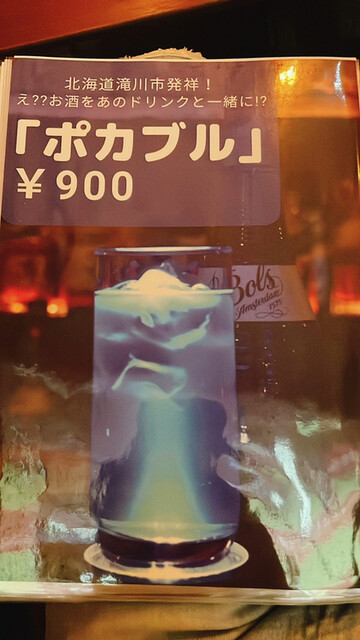 北海道滝川市発祥！
え??お酒をあのドリンクと一緒に!?
「ポカブル」
￥900
Bols
Amsterdam
1575